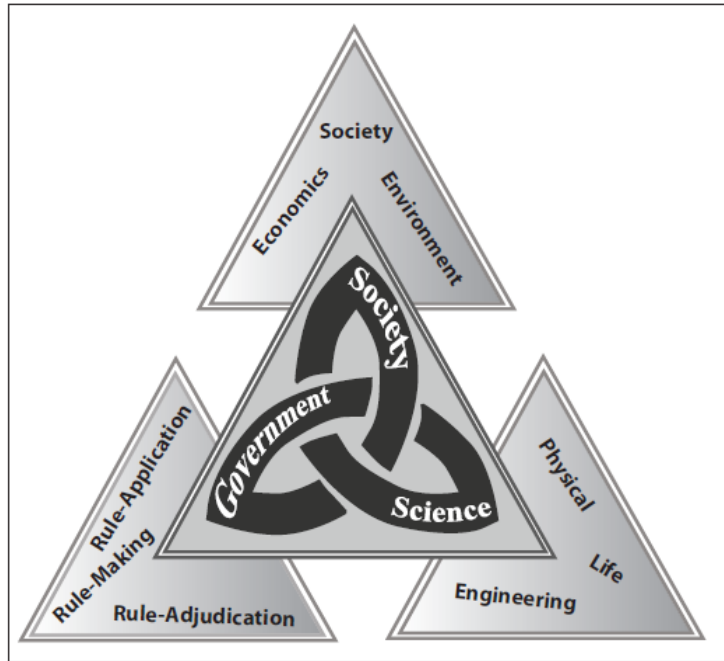 Society
Economics
Environment
Society
Government
Science
Rule-Application
Rule-Making
Rule-Adjudication
Physical
Life
Engineering